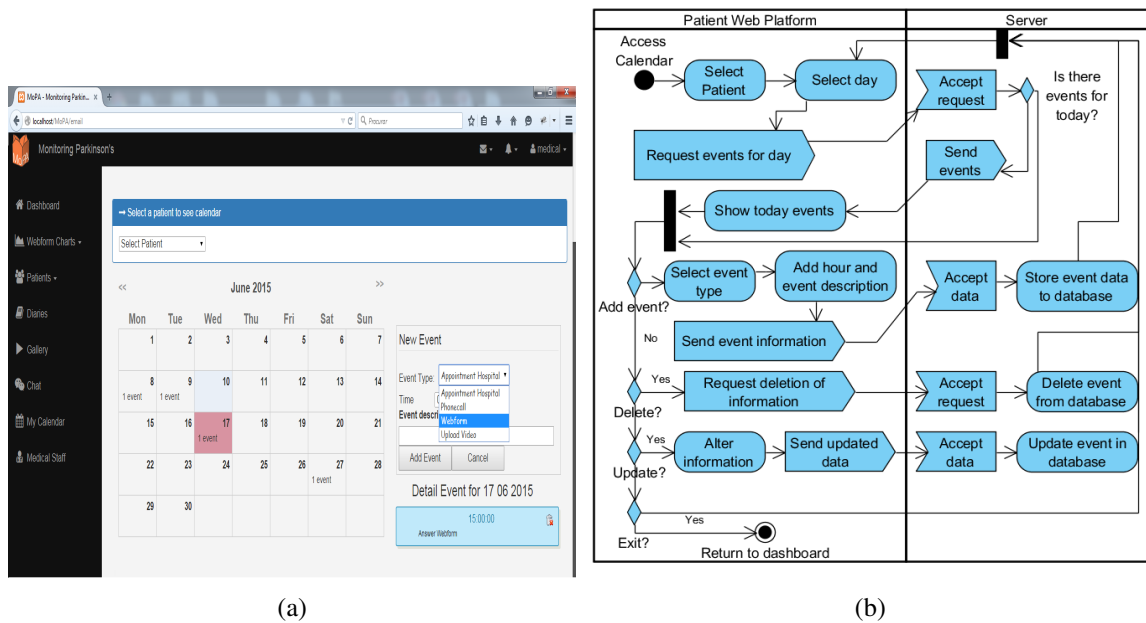 MoPA - Monitoring Parkin... x
localhost/MoPA/email
Procurar
MoPA
Monitoring Parkinson's
medical
Dashboard
Webform Charts
Patients
Diaries
Gallery
Chat
My Calendar
Medical Staff
Select a patient to see calendar
Select Patient
<< June 2015 >>
Mon Tue Wed Thu Fri Sat Sun
1 2 3 4 5 6 7
8 9 10 11 12 13 14
1 event 1 event
15 16 17 18 19 20 21
1 event
22 23 24 25 26 27 28
1 event
29 30
New Event
Event Type: Appointment Hospital
Appointment Hospital
Time
Phonecall
Event descri
Webform
Upload Video
Add Event Cancel
Detail Event for 17 06 2015
15:00:00
Answer Webform
(a)
Patient Web Platform
Server
Access
Calendar
Select
Patient
Select day
Accept
request
Is there
events for
today?
Request events for day
Send
events
Show today events
Select event
type
Add hour and
event description
Accept
data
Store event data
to database
Add event?
No
Send event information
Yes
Request deletion of
information
Accept
request
Delete event
from database
Delete?
Yes
Alter
information
Send updated
data
Accept
data
Update event in
database
Update?
Yes
Exit?
Return to dashboard
(b)